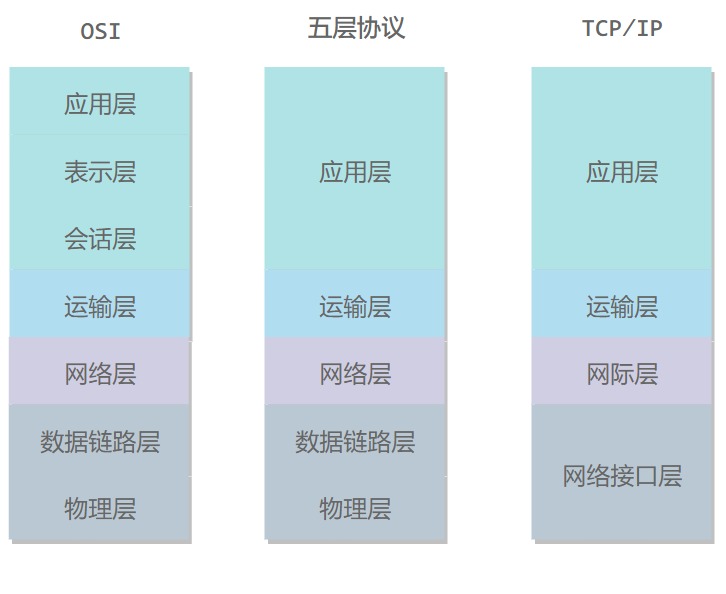 OSI
五层协议
TCP/IP
应用层
表示层
会话层
运输层
网络层
数据链路层
物理层
应用层
运输层
网络层
数据链路层
物理层
应用层
运输层
网际层
网络接口层